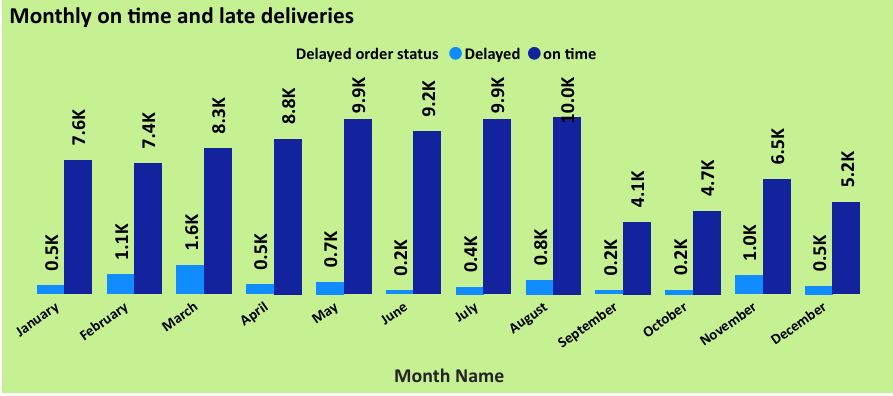 Monthly on time and late deliveries
Delayed order status Delayed on time
0.5K 7.6K 1.1K 7.4K 1.6K 8.3K 0.5K 8.8K 0.7K 9.9K 0.2K 9.2K 0.4K 9.9K 0.8K 10.0K 0.2K 4.1K 0.2K 4.7K 1.0K 6.5K 0.5K 5.2K
January February March April May June July August September October November December
Month Name